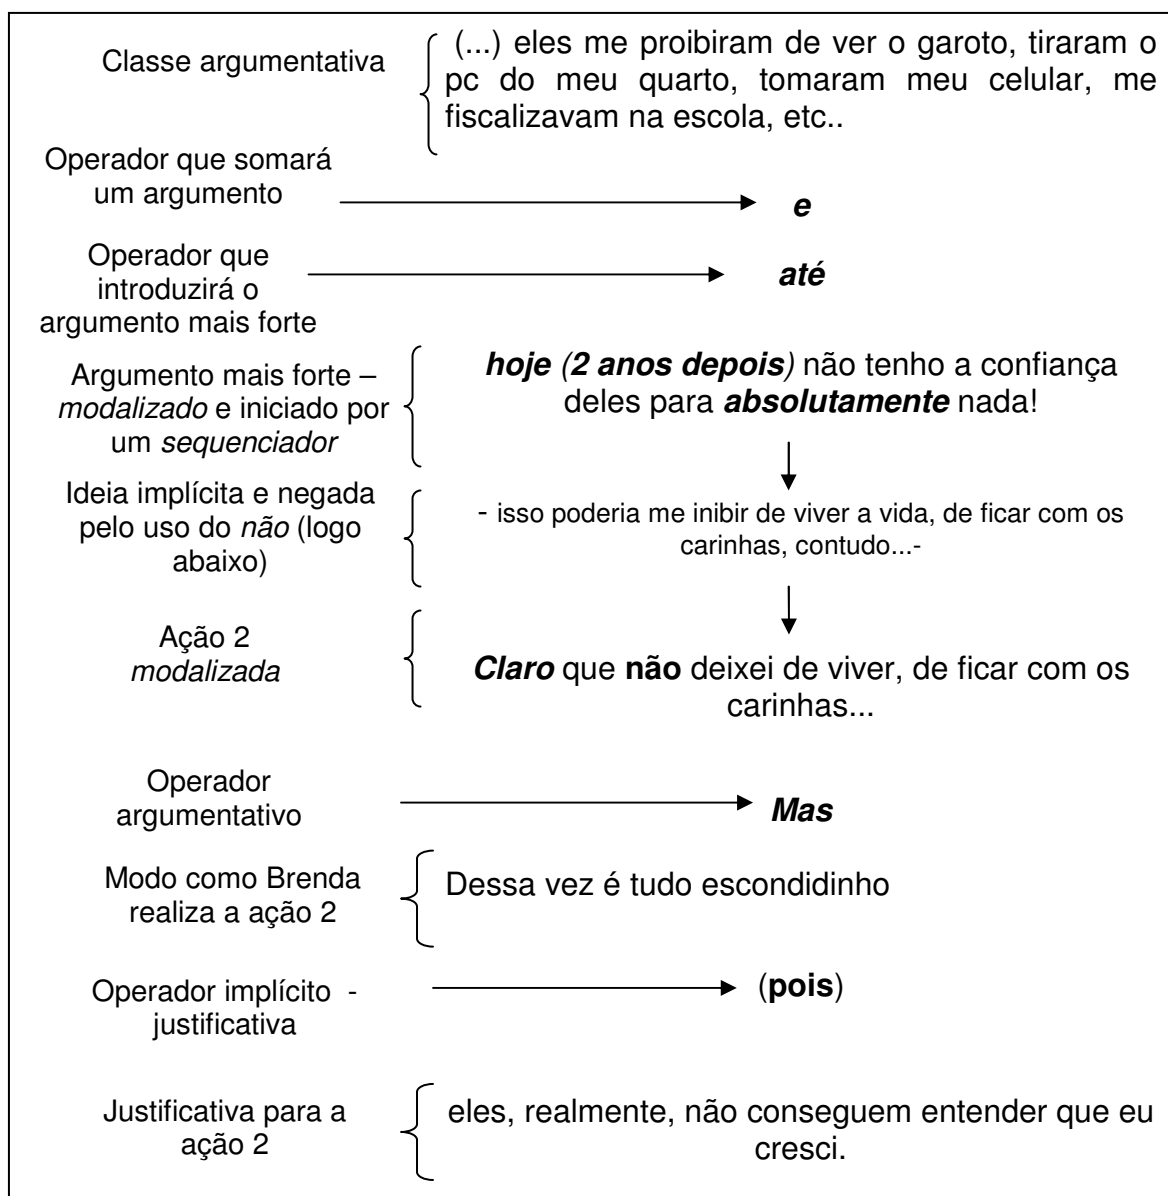 Classe argumentativa
(...) eles me proibiram de ver o garoto, tiraram o
pc do meu quarto, tomaram meu celular, me
fiscalizavam na escola, etc..
Operador que somará
um argumento
e
Operador que
introduzirá o
argumento mais forte
até
Argumento mais forte –
modalizado e iniciado por
um sequenciador
hoje (2 anos depois) não tenho a confiança
deles para absolutamente nada!
Ideia implícita e negada
pelo uso do não (logo
abaixo)
- isso poderia me inibir de viver a vida, de ficar com os
carinhas, contudo...-
Ação 2
modalizada
Claro que não deixei de viver, de ficar com os
carinhas...
Operador
argumentativo
Mas
Modo como Brenda
realiza a ação 2
Dessa vez é tudo escondidinho
Operador implícito -
justificativa
(pois)
Justificativa para a
ação 2
eles, realmente, não conseguem entender que eu
cresci.